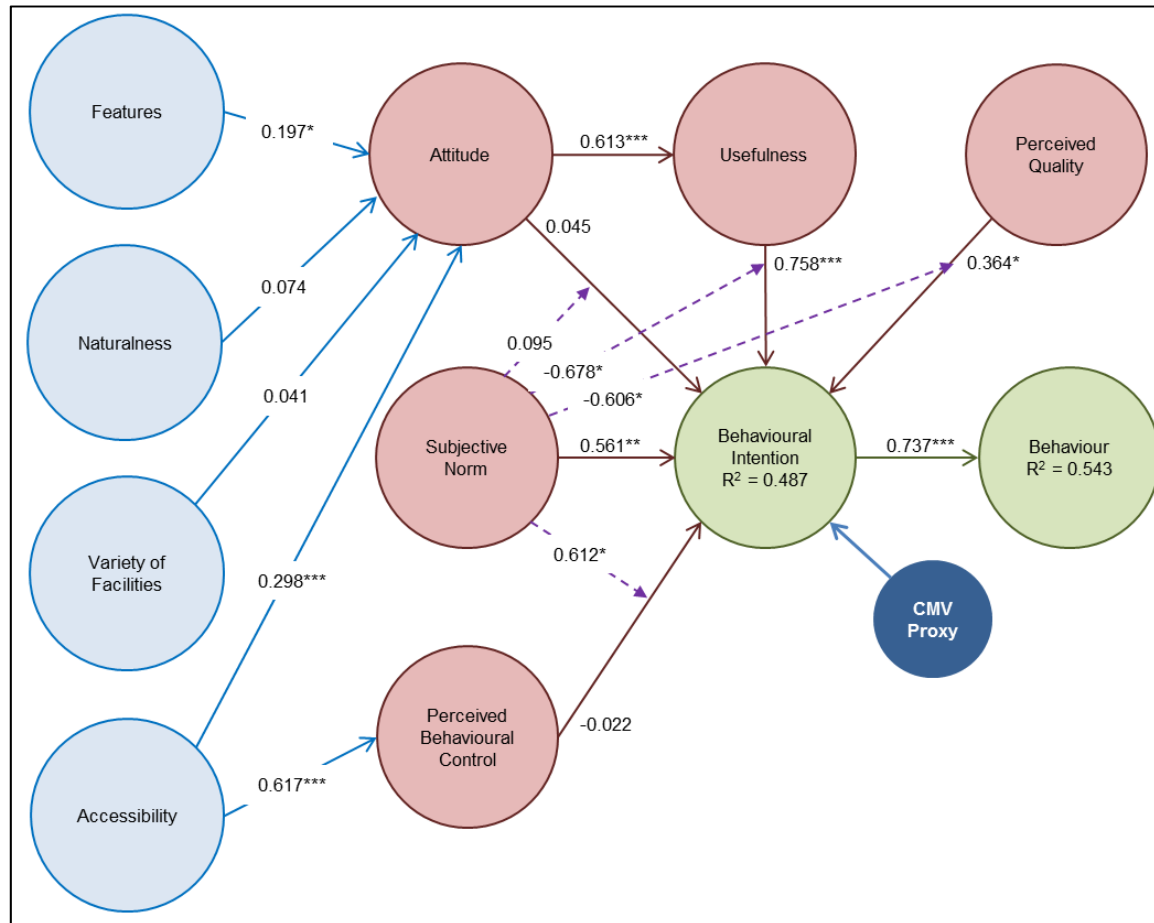 Features
0.197*
Attitude
0.613***
Usefulness
Perceived
Quality
0.045
0.758***
0.364*
Naturalness
0.074
0.095
-0.678*
-0.606*
0.041
Subjective
Norm
0.561**
Behavioural
Intention
R² = 0.487
0.737***
Behaviour
R² = 0.543
Variety of
Facilities
0.298***
0.612*
CMV
Proxy
Perceived
Behavioural
Control
-0.022
Accessibility
0.617***